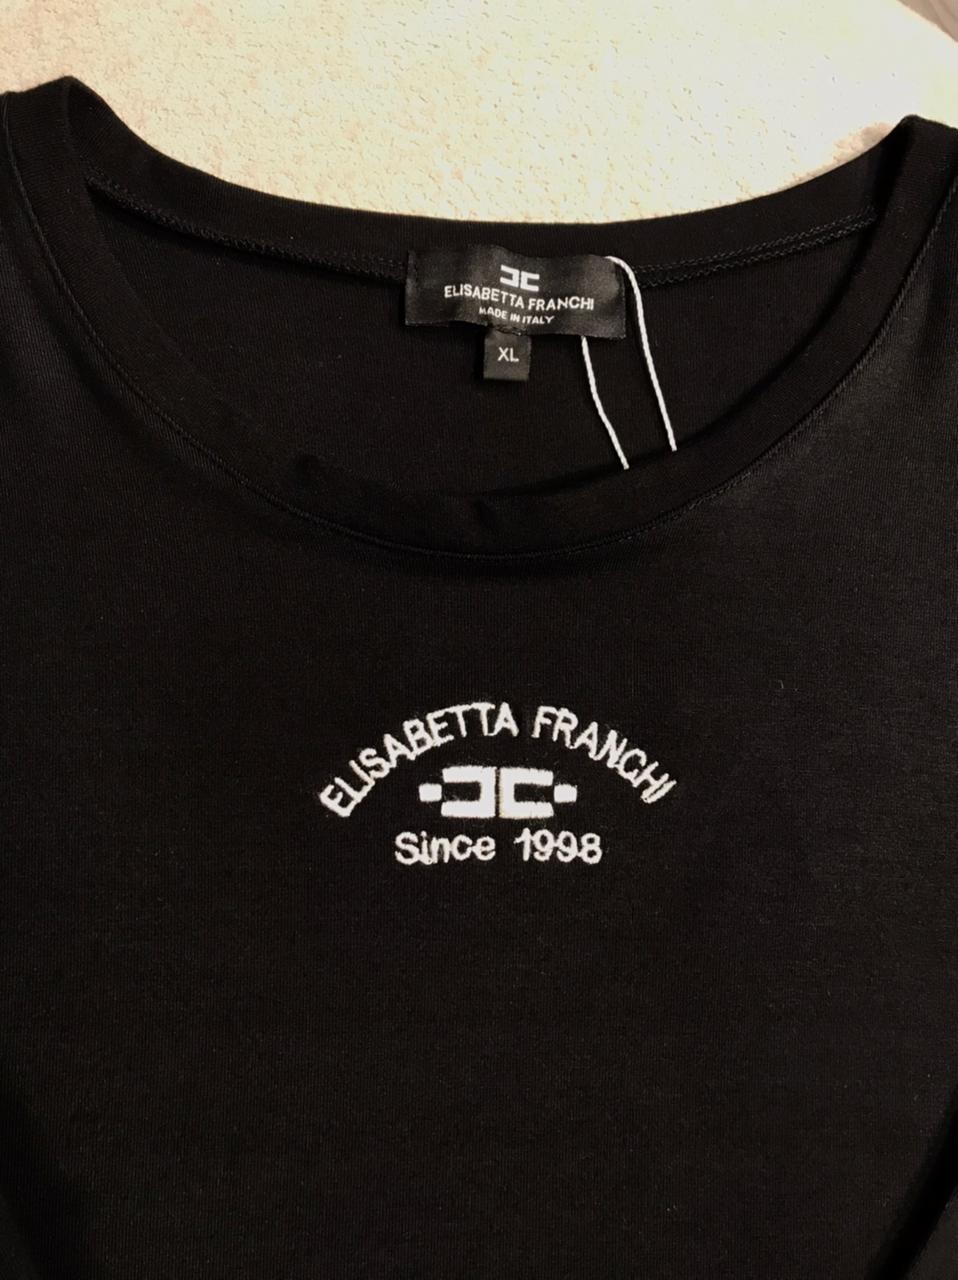 ELISABETTA FRANCHI
MADE IN ITALY
XL
ELISABETTA FRANCHI
Since 1998